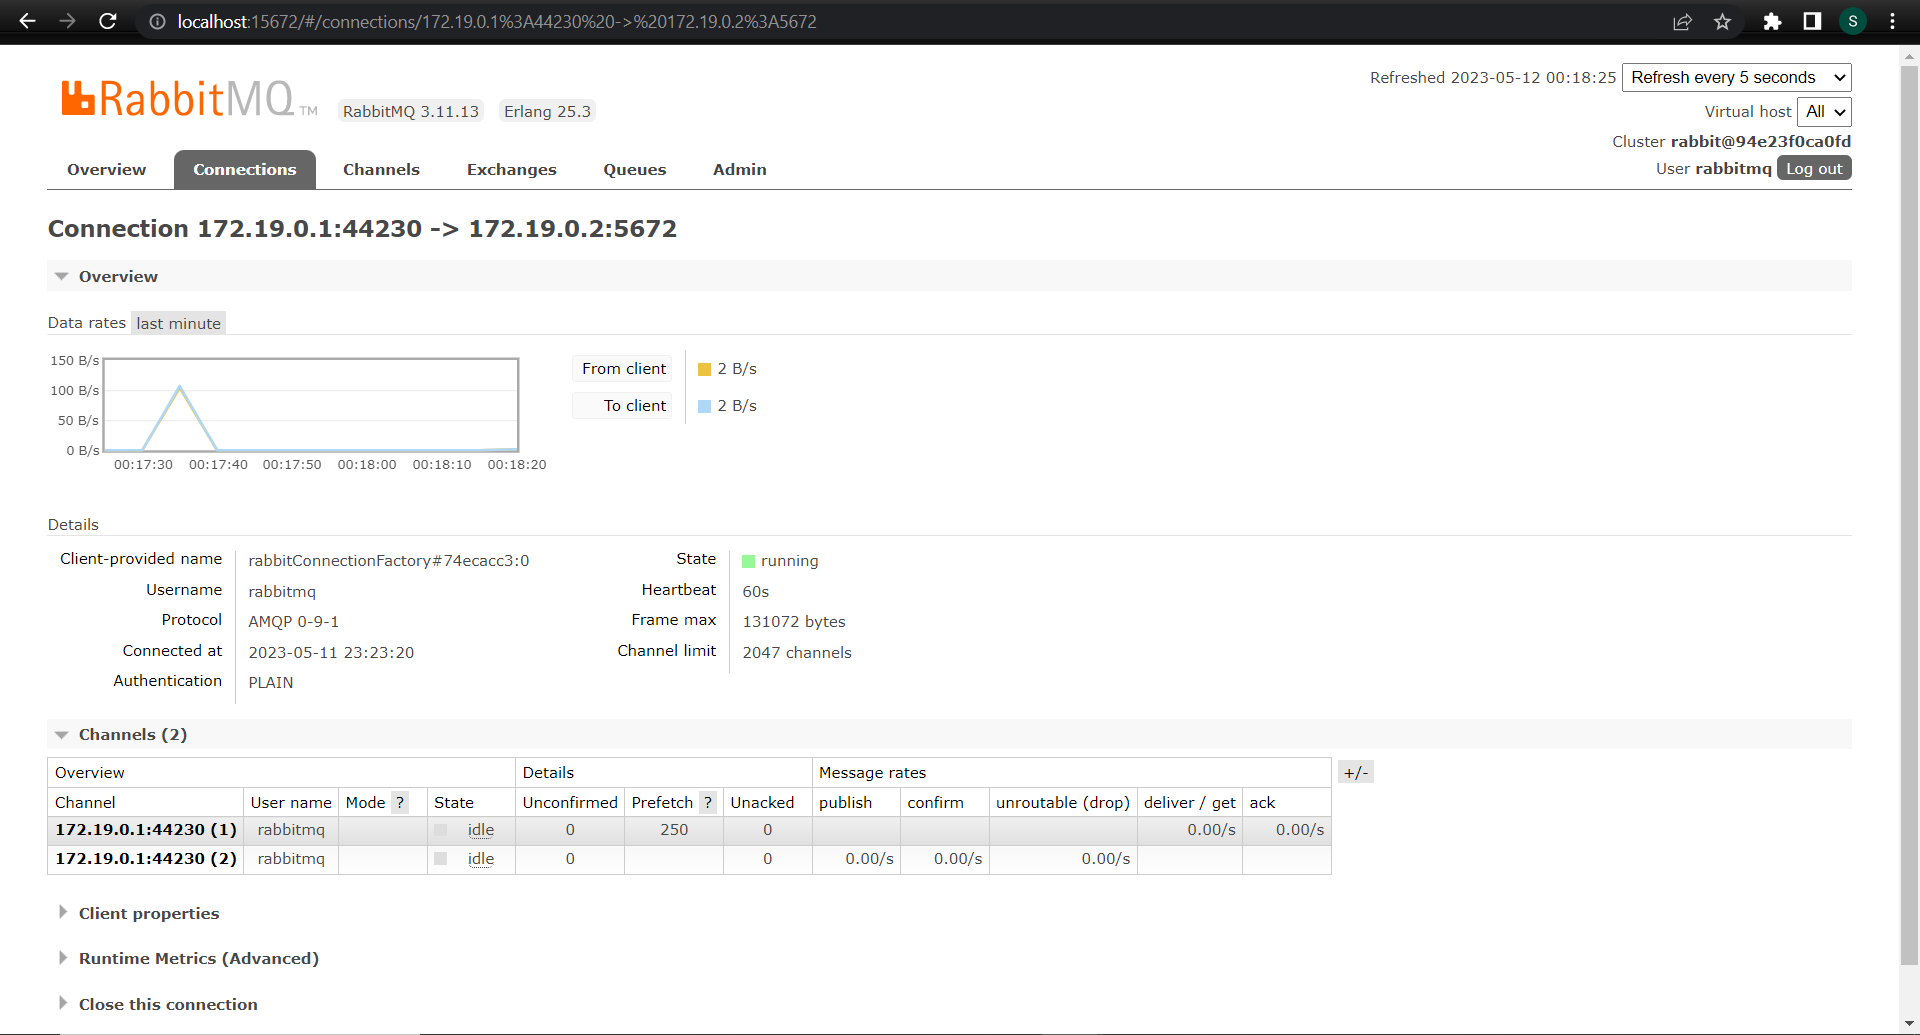 localhost:15672/#/connections/172.19.0.1%3A44230%20->%20172.19.0.2%3A5672
S
RabbitMQ TM
RabbitMQ 3.11.13
Erlang 25.3
Refreshed 2023-05-12 00:18:25 Refresh every 5 seconds
Virtual host All
Cluster rabbit@94e23f0ca0fd
User rabbitmq Log out
Overview Connections Channels Exchanges Queues Admin
Connection 172.19.0.1:44230 -> 172.19.0.2:5672
Overview
Data rates last minute
150 B/s
100 B/s
50 B/s
0 B/s
00:17:30 00:17:40 00:17:50 00:18:00 00:18:10 00:18:20
From client 2 B/s
To client 2 B/s
Details
Client-provided name rabbitConnectionFactory#74ecacc3:0
Username rabbitmq
Protocol AMQP 0-9-1
Connected at 2023-05-11 23:23:20
Authentication PLAIN
State running
Heartbeat 60s
Frame max 131072 bytes
Channel limit 2047 channels
Channels (2)
Overview Details Message rates +/-
Channel User name Mode ? State Unconfirmed Prefetch ? Unacked publish confirm unroutable (drop) deliver / get ack
172.19.0.1:44230 (1) rabbitmq idle 0 250 0 0.00/s 0.00/s
172.19.0.1:44230 (2) rabbitmq idle 0 0 0.00/s 0.00/s 0.00/s
Client properties
Runtime Metrics (Advanced)
Close this connection